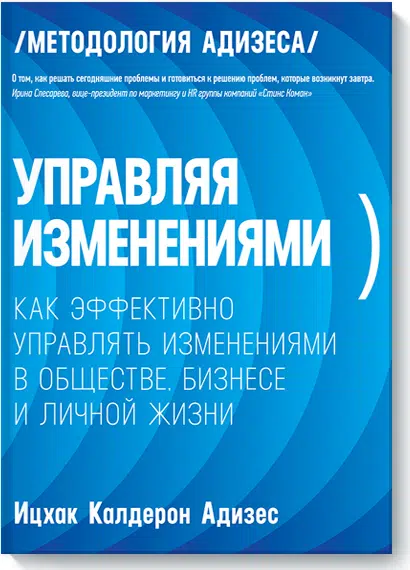 /МЕТОДОЛОГИЯ АДИЗЕСА/
О том, как решать сегодняшние проблемы и готовиться к решению проблем, которые возникнут завтра.
Ирина Слесарева, вице-президент по маркетингу и HR группы компаний «Стинс Коман»
УПРАВЛЯЯ
ИЗМЕНЕНИЯМИ
)
КАК ЭФФЕКТИВНО
УПРАВЛЯТЬ ИЗМЕНЕНИЯМИ
В ОБЩЕСТВЕ, БИЗНЕСЕ
И ЛИЧНОЙ ЖИЗНИ
Ицхак Калдерон Адизес